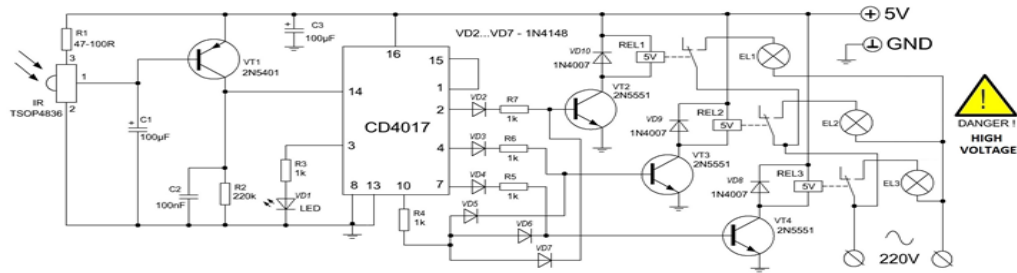 5V
GND
R1
47-100R
3
1
2
IR
TSOP4836
C1
100µF
VT1
2N5401
C2
100nF
R2
220k
C3
100µF
R3
1k
VD1
LED
VD2...VD7 - 1N4148
16
15
1
14
2
CD4017
3
4
7
8 13 10
R4
1k
VD2
R7
1k
VD3
R6
1k
VD4
R5
1k
VD5
VD6
VD7
VD10
1N4007
REL1
5V
VT2
2N5551
EL1
VD9
1N4007
REL2
5V
VT3
2N5551
EL2
VD8
1N4007
REL3
5V
VT4
2N5551
EL3
220V
!
DANGER !
HIGH
VOLTAGE